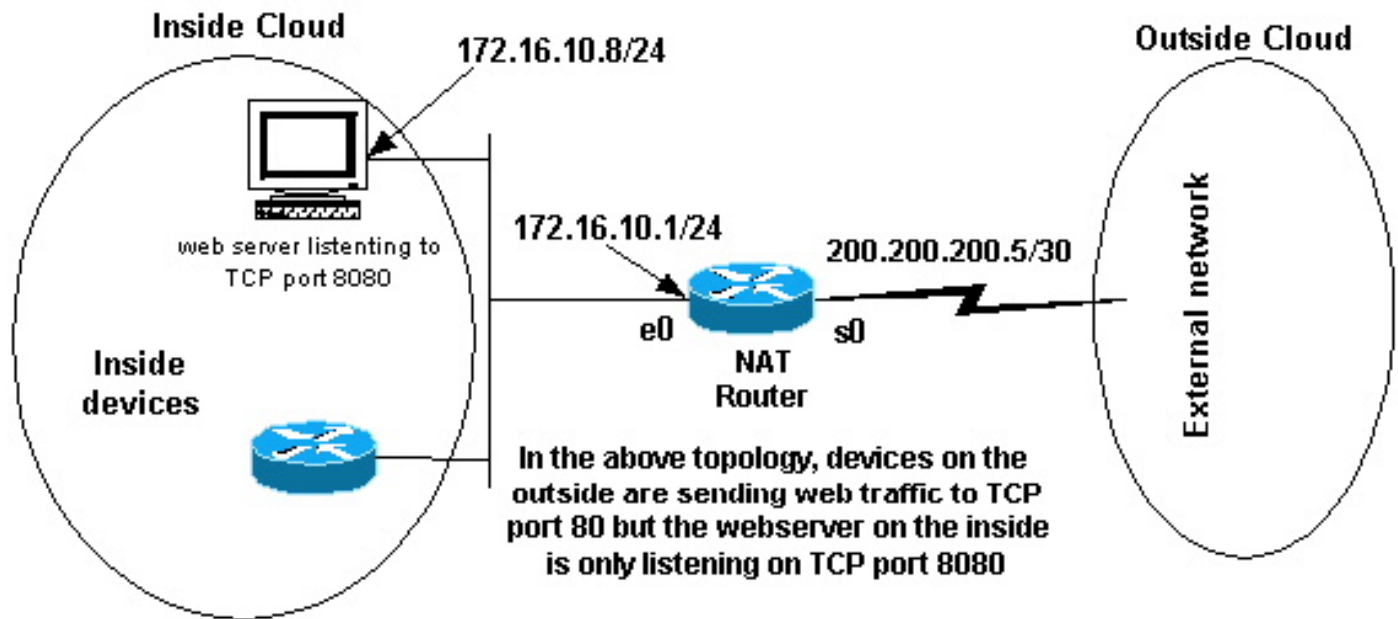 Inside Cloud
172.16.10.8/24
Outside Cloud
web server listenting to
TCP port 8080
172.16.10.1/24
200.200.200.5/30
e0
s0
NAT
Router
External network
Inside
devices
In the above topology, devices on the
outside are sending web traffic to TCP
port 80 but the webserver on the inside
is only listening on TCP port 8080